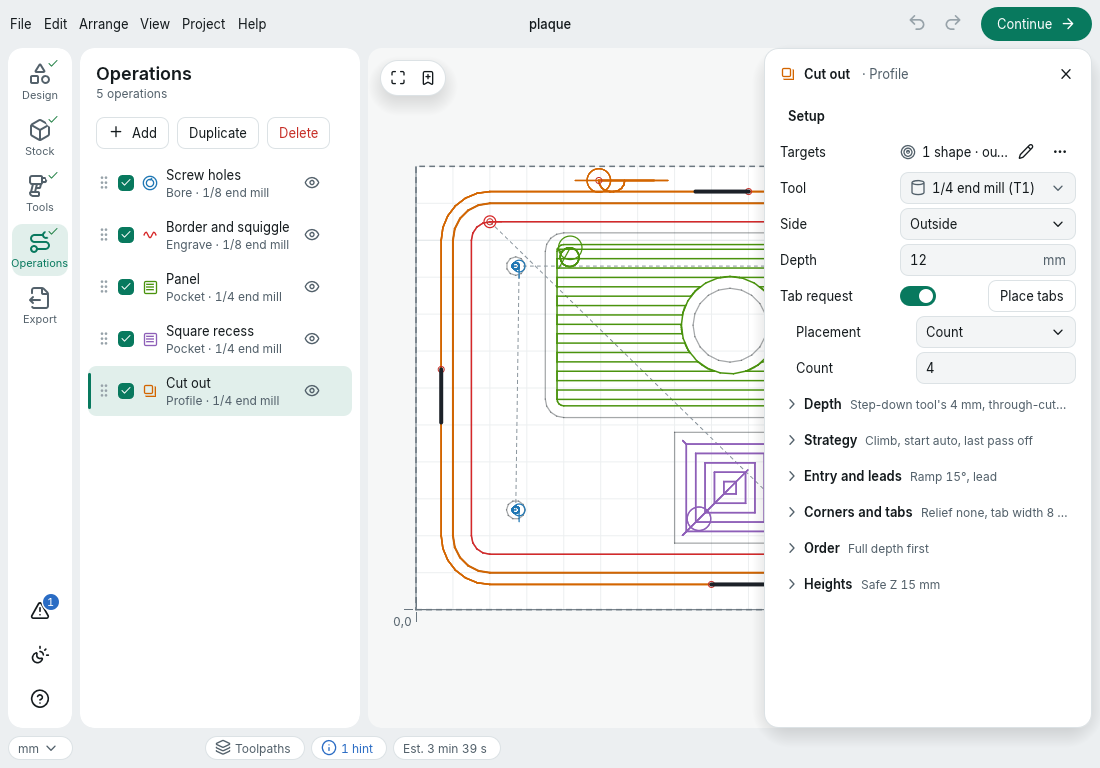 File Edit Arrange View Project Help
plaque
Continue
Design
Stock
Tools
Operations
Export
1
Operations
5 operations
Add
Duplicate
Delete
Screw holes
Bore · 1/8 end mill
Border and squiggle
Engrave · 1/8 end mill
Panel
Pocket · 1/4 end mill
Square recess
Pocket · 1/4 end mill
Cut out
Profile · 1/4 end mill
0,0
Cut out · Profile
Setup
Targets 1 shape · ou...
Tool 1/4 end mill (T1)
Side Outside
Depth 12 mm
Tab request Place tabs
Placement Count
Count 4
Depth Step-down tool's 4 mm, through-cut...
Strategy Climb, start auto, last pass off
Entry and leads Ramp 15°, lead
Corners and tabs Relief none, tab width 8 ...
Order Full depth first
Heights Safe Z 15 mm
mm
Toolpaths
1 hint
Est. 3 min 39 s